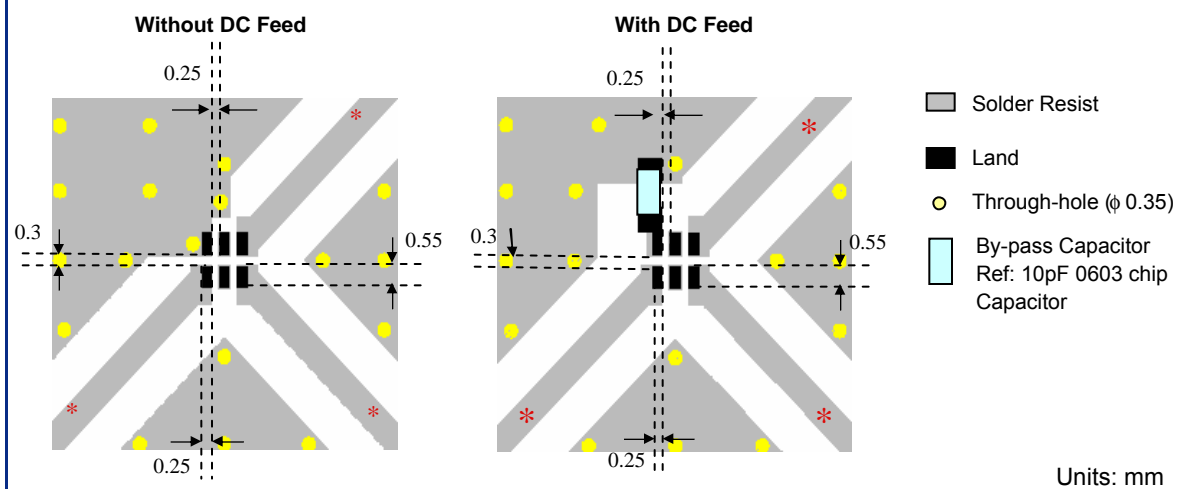 Without DC Feed
0.25
*
0.3
0.55
*
*
0.25
With DC Feed
0.25
*
0.3
0.55
*
*
0.25
Solder Resist
Land
Through-hole (ϕ 0.35)
By-pass Capacitor
Ref: 10pF 0603 chip
Capacitor
Units: mm